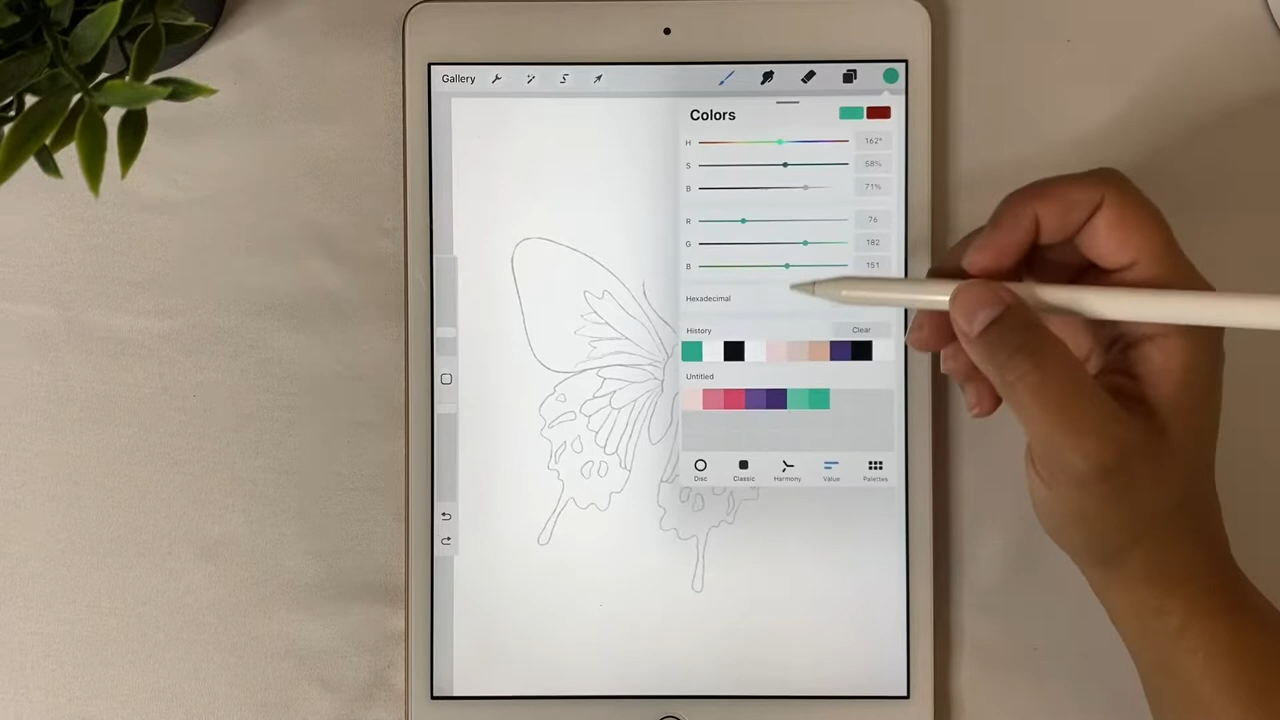 Gallery
Colors
H 162°
S 58%
B 71%
R 76
G 182
B 151
Hexadecimal
History Clear
Untitled
Disc Classic Harmony Value Palettes